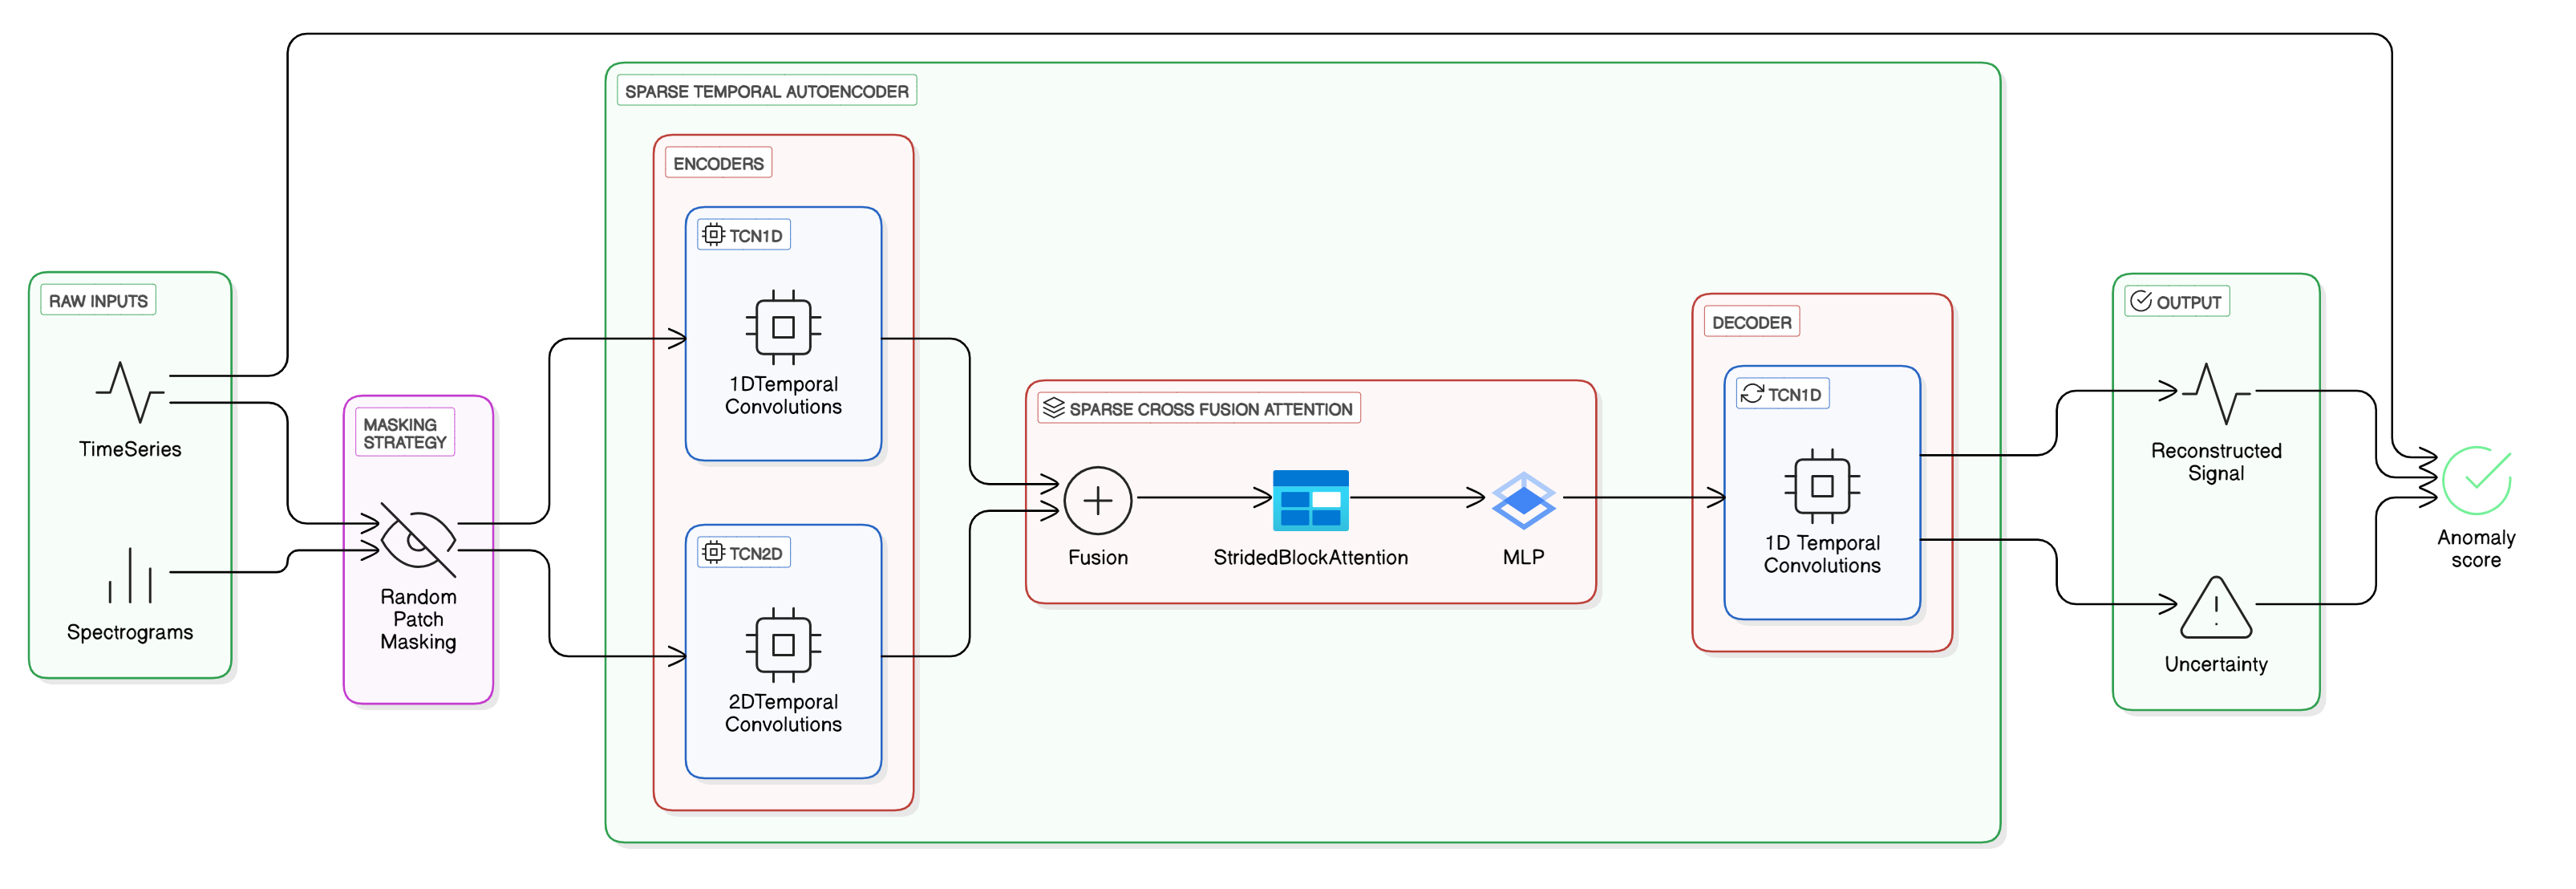 SPARSE TEMPORAL AUTOENCODER
ENCODERS
TCN1D
1DTemporal
Convolutions
TCN2D
2DTemporal
Convolutions
RAW INPUTS
TimeSeries
Spectrograms
MASKING
STRATEGY
Random
Patch
Masking
SPARSE CROSS FUSION ATTENTION
Fusion
StridedBlockAttention
MLP
DECODER
TCN1D
1D Temporal
Convolutions
OUTPUT
Reconstructed
Signal
Uncertainty
Anomaly
score